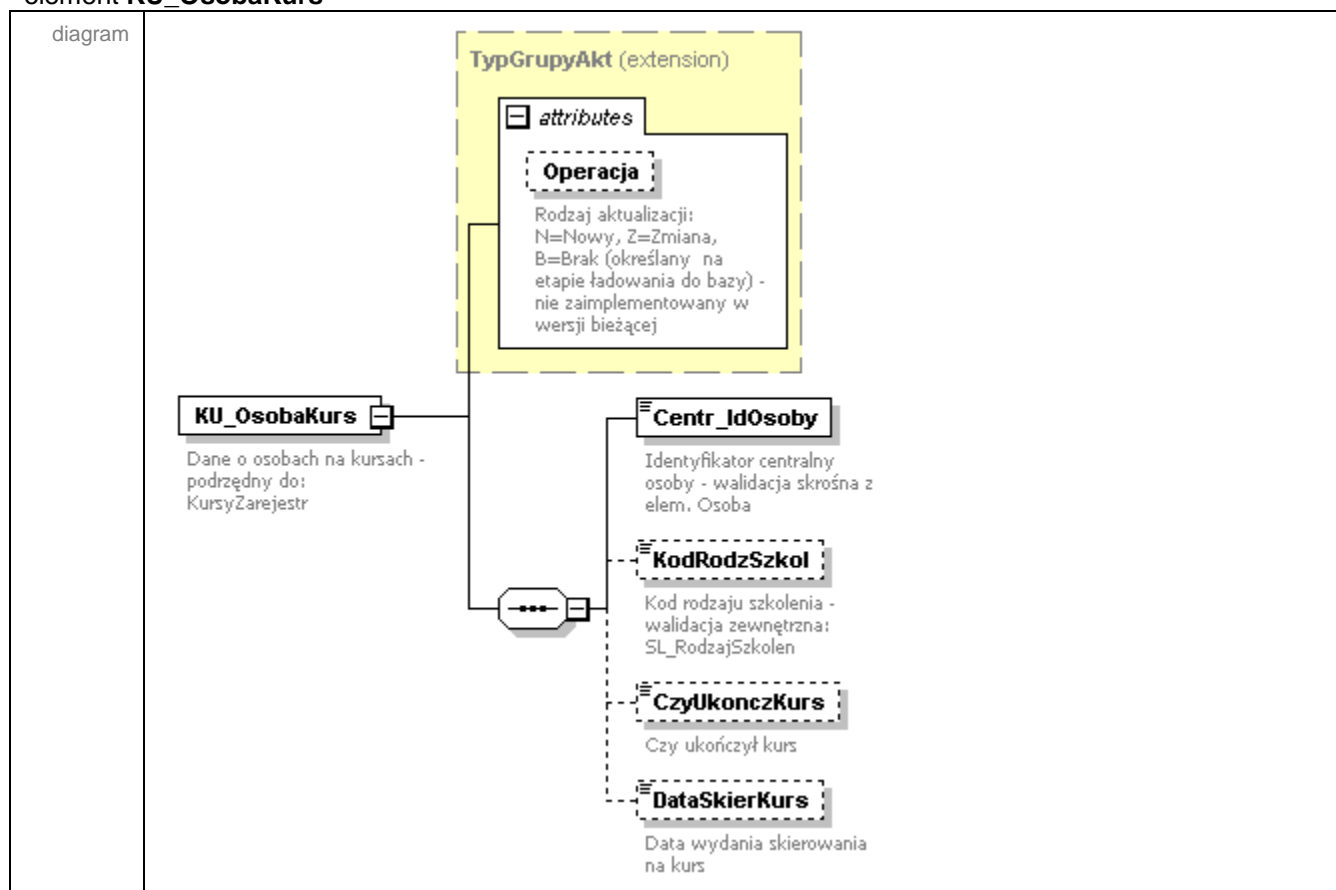 element KU_OsobaKurs
diagram
TypGrupyAkt (extension)
attributes
Operacja
Rodzaj aktualizacji:
N=Nowy, Z=Zmiana,
B=Brak (określany na
etapie ładowania do bazy) -
nie zaimplementowany w
wersji bieżącej
KU_OsobaKurs
Dane o osobach na kursach -
podrzędny do:
KursyZarejestr
Centr_IdOsoby
Identyfikator centralny
osoby - walidacja skrośna z
elem. Osoba
KodRodzSzkol
Kod rodzaju szkolenia -
walidacja zewnętrzna:
SL_RodzajSzkolen
CzyUkonczKurs
Czy ukończył kurs
DataSkierKurs
Data wydania skierowania
na kurs